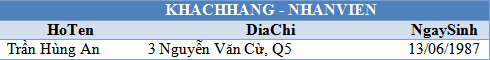 KHACHHANG - NHANVIEN
HoTen DiaChi NgaySinh
Trần Hùng An 3 Nguyễn Văn Cừ, Q5 13/06/1987